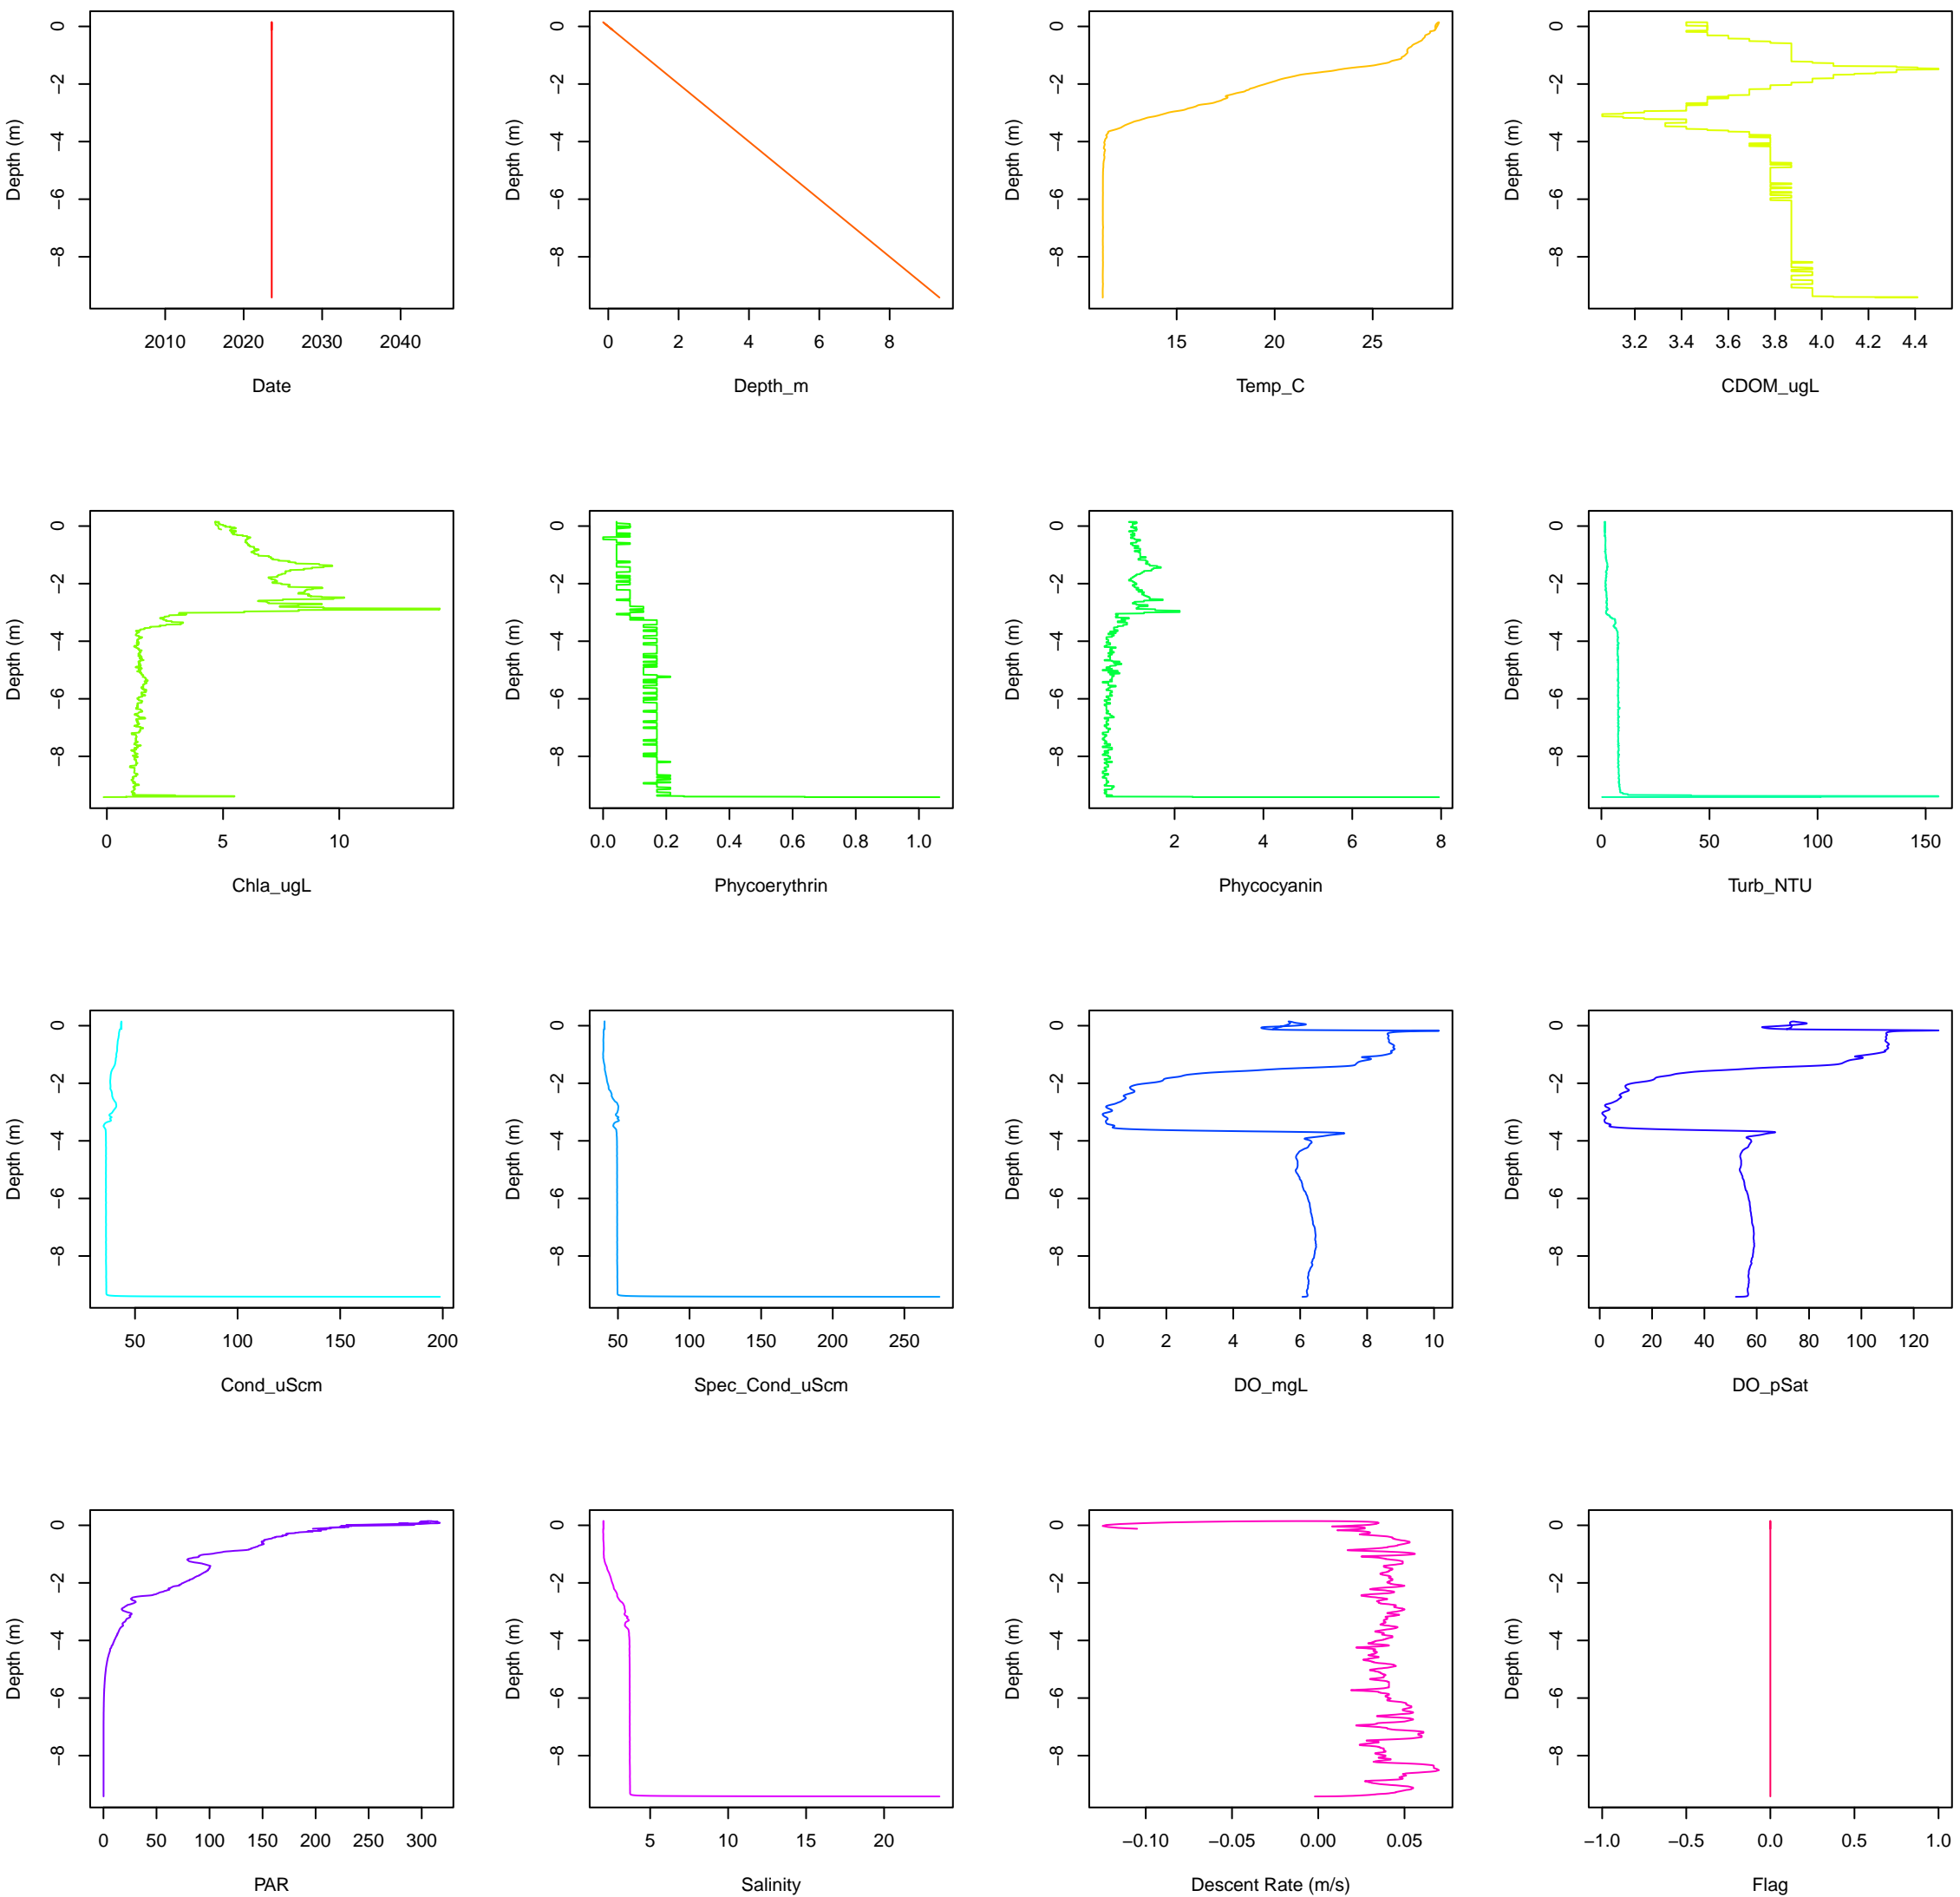 0 0 0 0
−2 −2 −2 −2
−4 −4 −4 −4
−6 −6 −6 −6
−8 −8 −8 −8
Depth (m) Depth (m) Depth (m) Depth (m)
2010 2020 2030 2040 0 2 4 6 8 15 20 25 3.2 3.4 3.6 3.8 4.0 4.2 4.4
Date Depth_m Temp_C CDOM_ugL
0 0 0 0
−2 −2 −2 −2
−4 −4 −4 −4
−6 −6 −6 −6
−8 −8 −8 −8
Depth (m) Depth (m) Depth (m) Depth (m)
0 5 10 0.0 0.2 0.4 0.6 0.8 1.0 2 4 6 8 0 50 100 150
Chla_ugL Phycoerythrin Phycocyanin Turb_NTU
0 0 0 0
−2 −2 −2 −2
−4 −4 −4 −4
−6 −6 −6 −6
−8 −8 −8 −8
Depth (m) Depth (m) Depth (m) Depth (m)
50 100 150 200 50 100 150 200 250 0 2 4 6 8 10 0 20 40 60 80 100 120
Cond_uScm Spec_Cond_uScm DO_mgL DO_pSat
0 0 0 0
−2 −2 −2 −2
−4 −4 −4 −4
−6 −6 −6 −6
−8 −8 −8 −8
Depth (m) Depth (m) Depth (m) Depth (m)
0 50 100 150 200 250 300 5 10 15 20 −0.10 −0.05 0.00 0.05 −1.0 −0.5 0.0 0.5 1.0
PAR Salinity Descent Rate (m/s) Flag